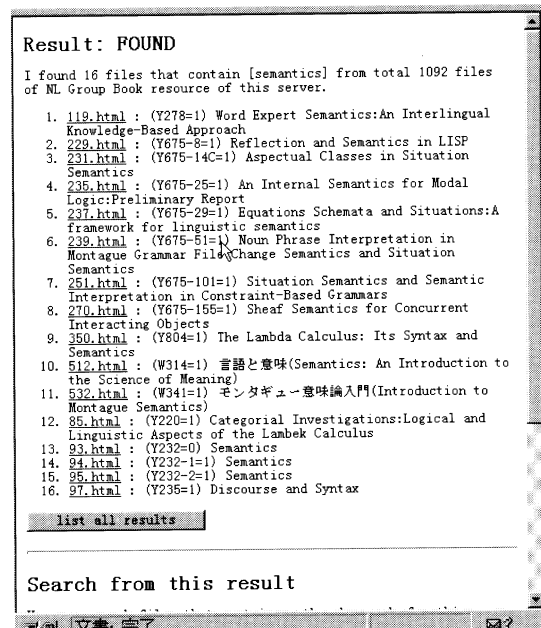 Result: FOUND
I found 16 files that contain [semantics] from total 1092 files
of NL Group Book resource of this server.
1. 119.html : (Y278=1) Word Expert Semantics:An Interlingual
Knowledge-Based Approach
2. 229.html : (Y675-8=1) Reflection and Semantics in LISP
3. 231.html : (Y675-14C=1) Aspectual Classes in Situation
Semantics
4. 235.html : (Y675-25=1) An Internal Semantics for Modal
Logic:Preliminary Report
5. 237.html : (Y675-29=1) Equations Schemata and Situations:A
framework for linguistic semantics
6. 239.html : (Y675-51=1) Noun Phrase Interpretation in
Montague Grammar File Change Semantics and Situation
Semantics
7. 251.html : (Y675-101=1) Situation Semantics and Semantic
Interpretation in Constraint-Based Grammars
8. 270.html : (Y675-155=1) Sheaf Semantics for Concurrent
Interacting Objects
9. 350.html : (Y804=1) The Lambda Calculus: Its Syntax and
Semantics
10. 512.html : (W314=1) 言語と意味(Semantics: An Introduction to
the Science of Meaning)
11. 532.html : (W341=1) モンタギュー意味論入門(Introduction to
Montague Semantics)
12. 85.html : (Y220=1) Categorial Investigations:Logical and
Linguistic Aspects of the Lambek Calculus
13. 93.html : (Y232=0) Semantics
14. 94.html : (Y232-1=1) Semantics
15. 95.html : (Y232-2=1) Semantics
16. 97.html : (Y235=1) Discourse and Syntax
list all results
Search from this result
文書: 完了